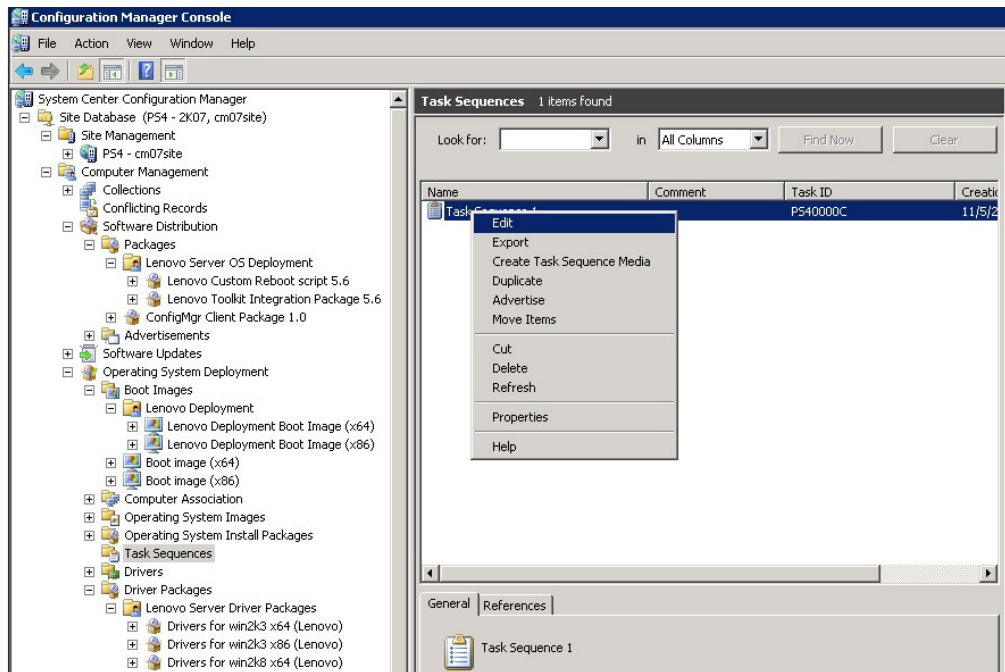 Configuration Manager Console
File Action View Window Help
System Center Configuration Manager
Site Database (PS4 - 2K07, cm07site)
Site Management
PS4 - cm07site
Computer Management
Collections
Conflicting Records
Software Distribution
Packages
Lenovo Server OS Deployment
Lenovo Custom Reboot script 5.6
Lenovo Toolkit Integration Package 5.6
ConfigMgr Client Package 1.0
Advertisements
Software Updates
Operating System Deployment
Boot Images
Lenovo Deployment
Lenovo Deployment Boot Image (x64)
Lenovo Deployment Boot Image (x86)
Boot image (x64)
Boot image (x86)
Computer Association
Operating System Images
Operating System Install Packages
Task Sequences
Drivers
Driver Packages
Lenovo Server Driver Packages
Drivers for win2k3 x64 (Lenovo)
Drivers for win2k3 x86 (Lenovo)
Drivers for win2k8 x64 (Lenovo)
Task Sequences 1 items found
Look for: in All Columns Find Now Clear
Name Comment Task ID Creatio
Task Sequence 1 PS40000C 11/5/2
Edit
Export
Create Task Sequence Media
Duplicate
Advertise
Move Items
Cut
Delete
Refresh
Properties
Help
General References
Task Sequence 1